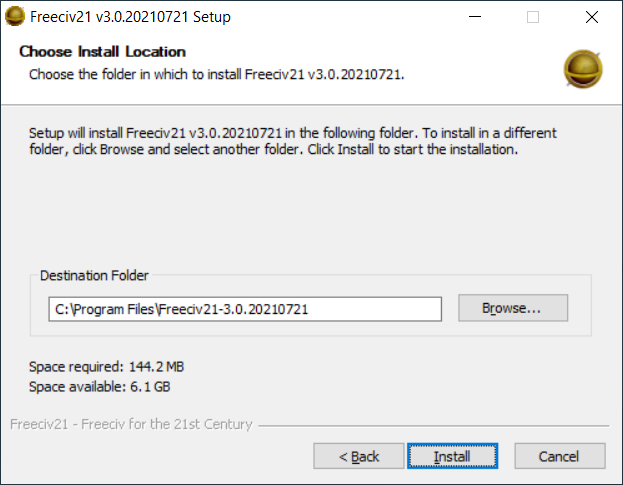 Freeciv21 v3.0.20210721 Setup
Choose Install Location
Choose the folder in which to install Freeciv21 v3.0.20210721.
Setup will install Freeciv21 v3.0.20210721 in the following folder. To install in a different
folder, click Browse and select another folder. Click Install to start the installation.
Destination Folder
C:\Program Files\Freeciv21-3.0.20210721
Browse...
Space required: 144.2 MB
Space available: 6.1 GB
Freeciv21 - Freeciv for the 21st Century
< Back
Install
Cancel